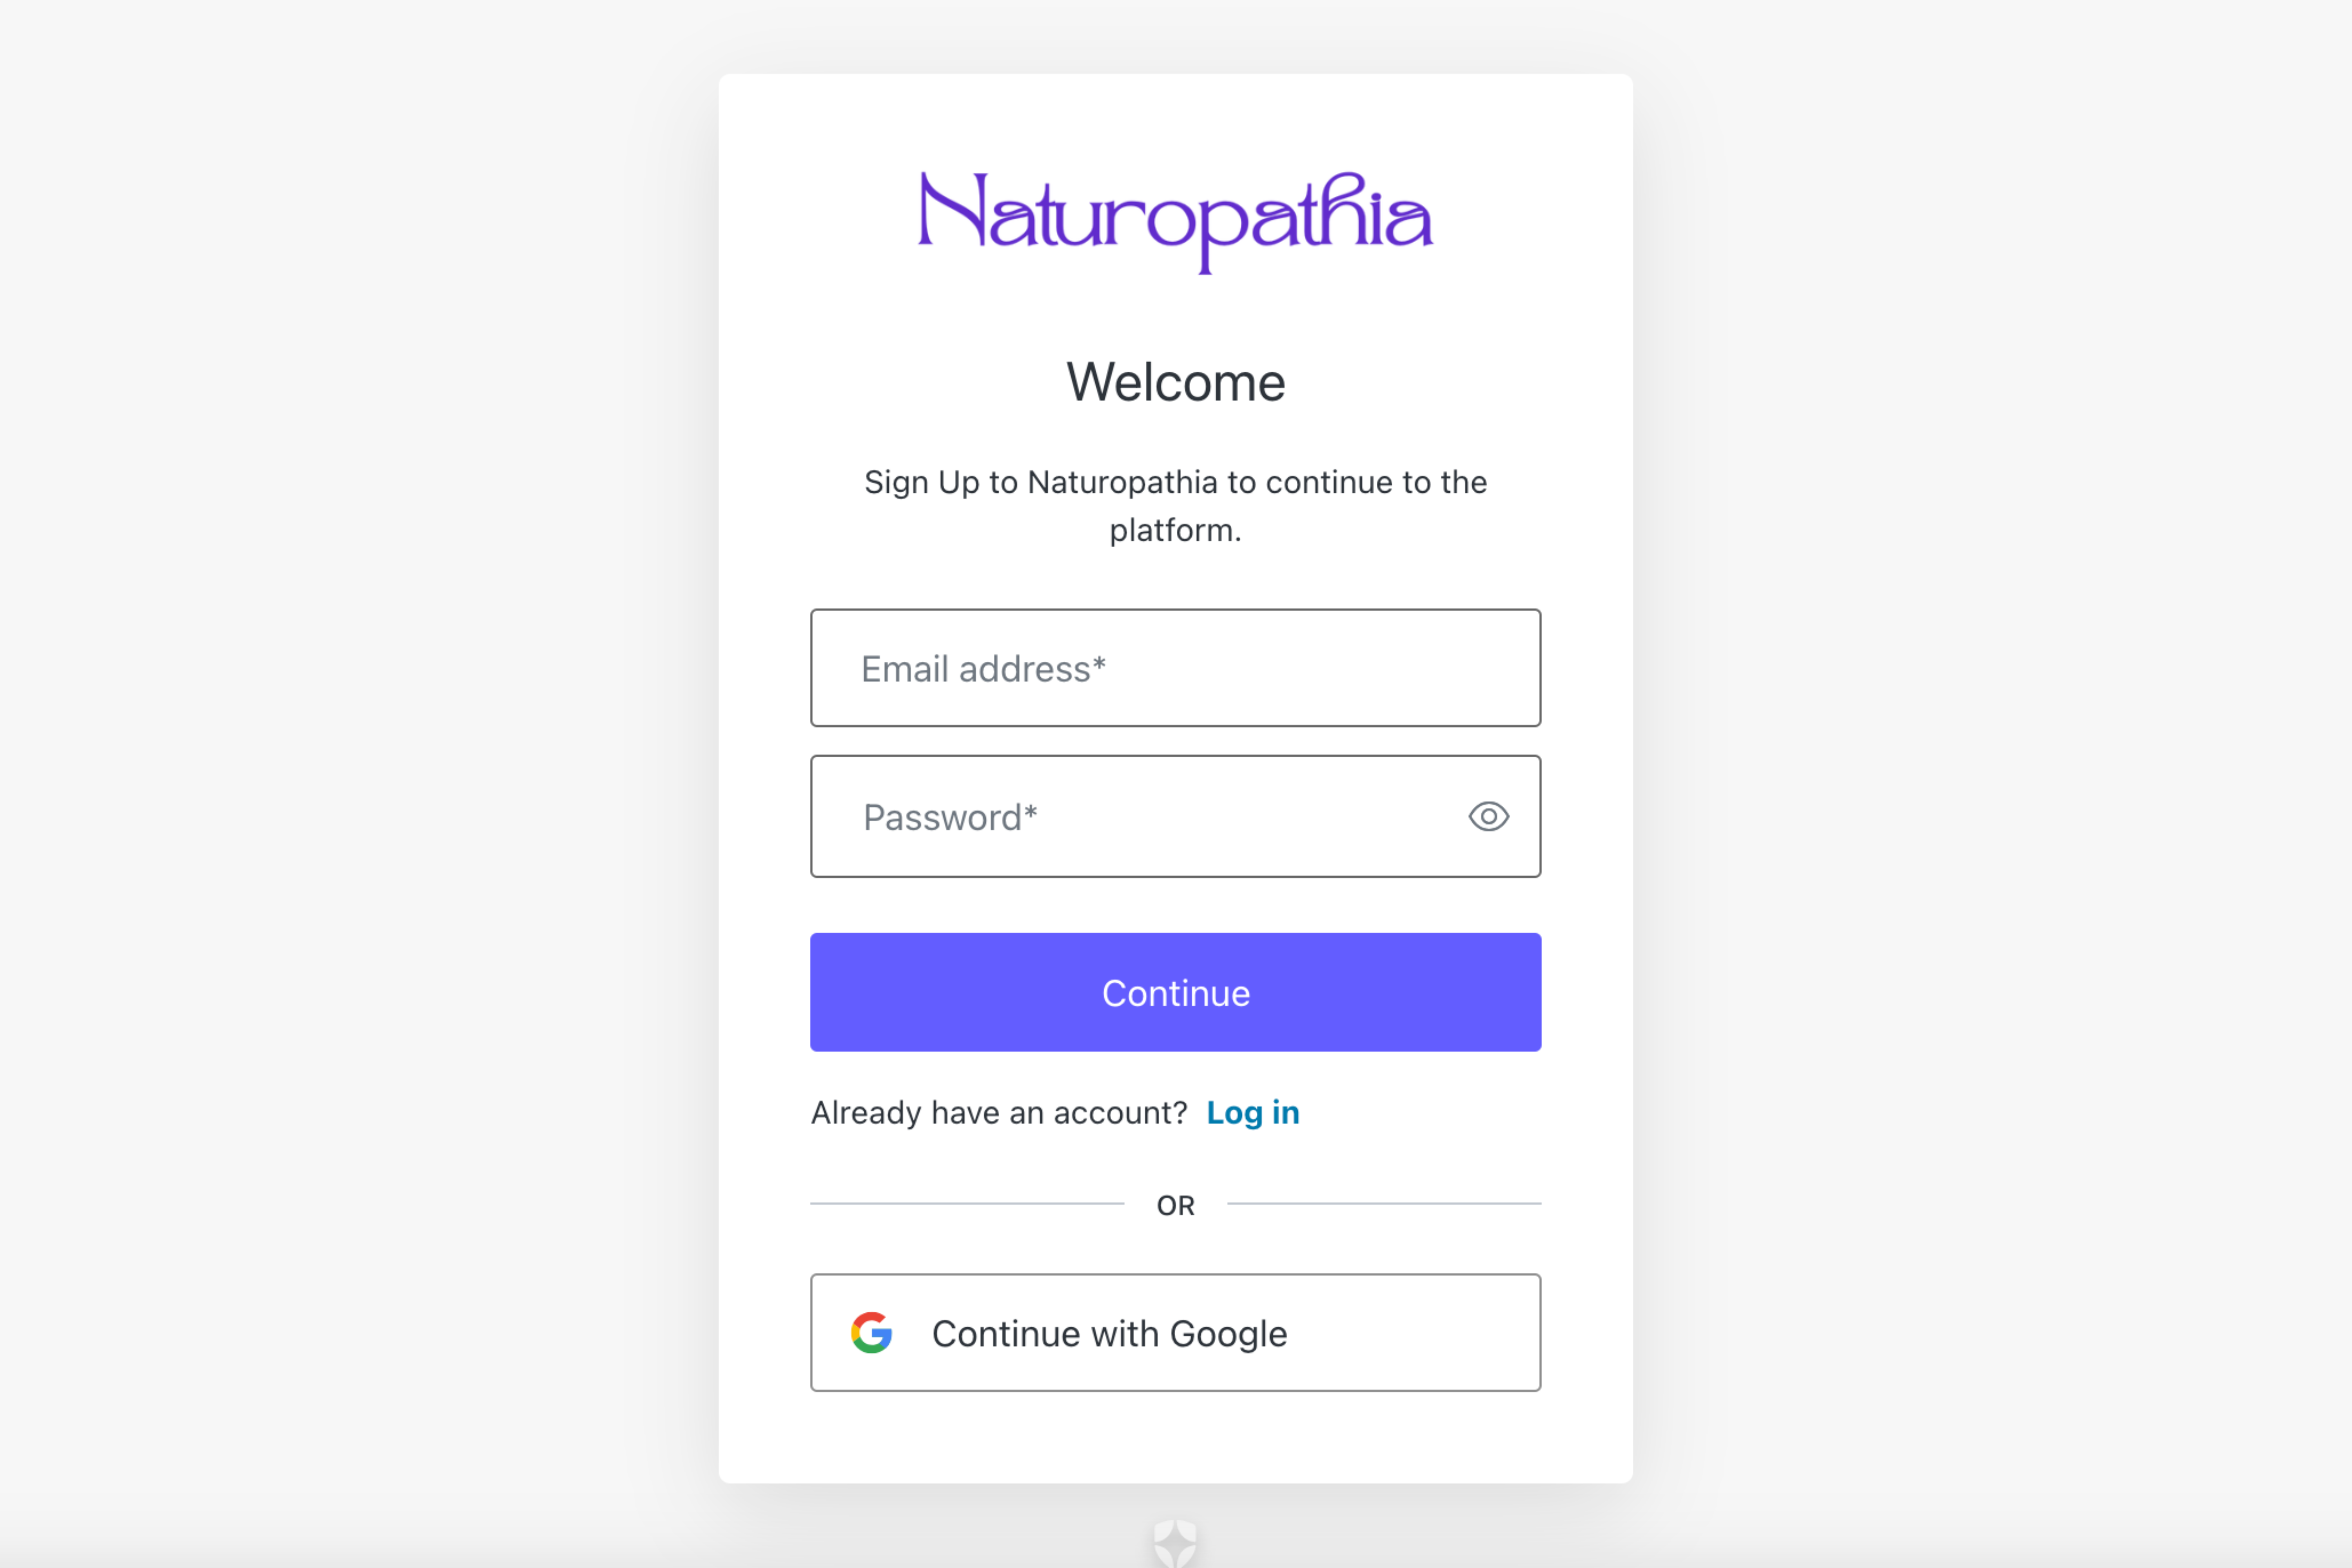 Naturopathia
Welcome
Sign Up to Naturopathia to continue to the
platform.
Email address*
Password*
Continue
Already have an account? Log in
OR
Continue with Google